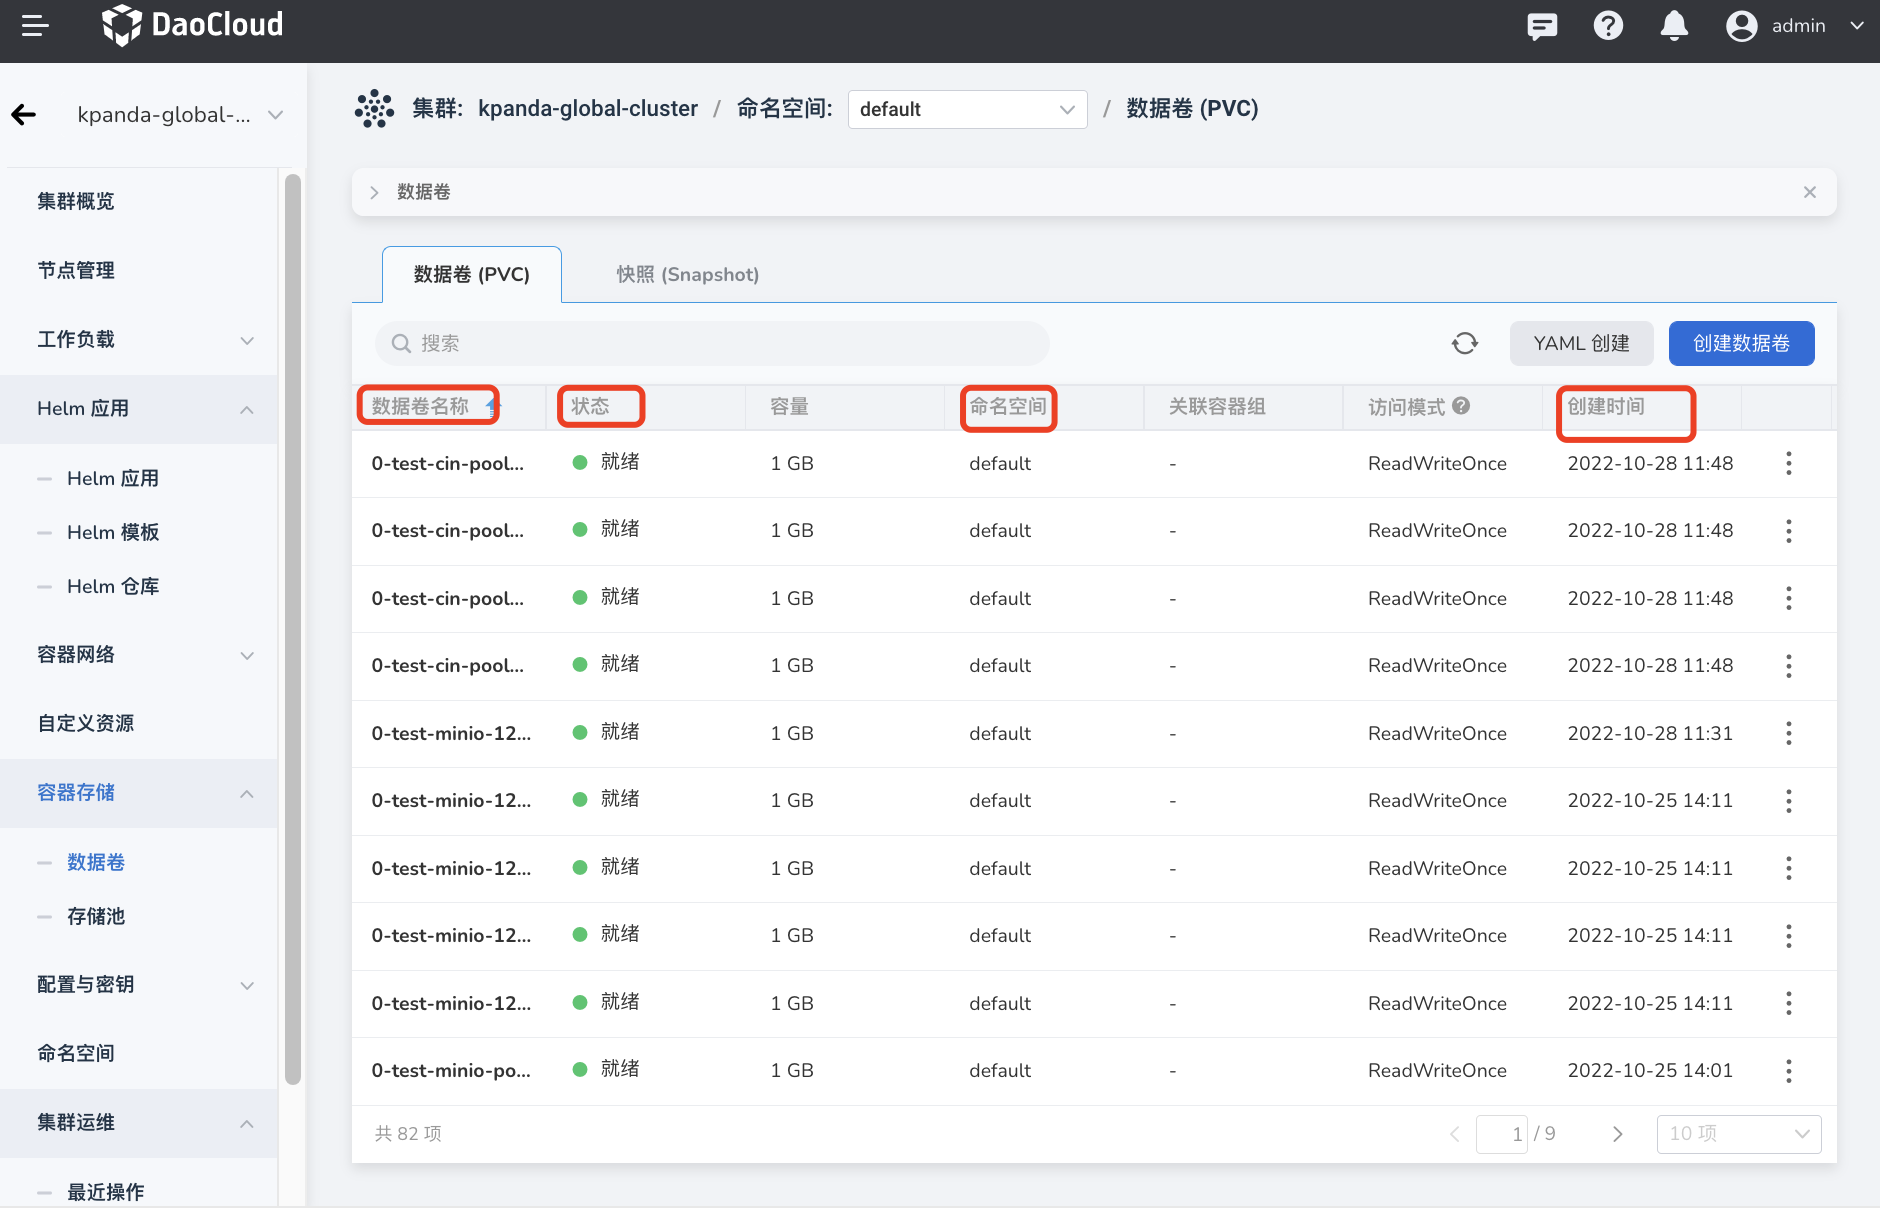 DaoCloud
admin
kpanda-global-...
集群: kpanda-global-cluster / 命名空间: default / 数据卷 (PVC)
集群概览
节点管理
工作负载
Helm 应用
Helm 应用
Helm 模板
Helm 仓库
容器网络
自定义资源
容器存储
数据卷
存储池
配置与密钥
命名空间
集群运维
最近操作
数据卷
数据卷 (PVC) 快照 (Snapshot)
搜索 YAML 创建 创建数据卷
数据卷名称 状态 容量 命名空间 关联容器组 访问模式 创建时间
0-test-cin-pool... 就绪 1 GB default - ReadWriteOnce 2022-10-28 11:48
0-test-cin-pool... 就绪 1 GB default - ReadWriteOnce 2022-10-28 11:48
0-test-cin-pool... 就绪 1 GB default - ReadWriteOnce 2022-10-28 11:48
0-test-cin-pool... 就绪 1 GB default - ReadWriteOnce 2022-10-28 11:48
0-test-minio-12... 就绪 1 GB default - ReadWriteOnce 2022-10-28 11:31
0-test-minio-12... 就绪 1 GB default - ReadWriteOnce 2022-10-25 14:11
0-test-minio-12... 就绪 1 GB default - ReadWriteOnce 2022-10-25 14:11
0-test-minio-12... 就绪 1 GB default - ReadWriteOnce 2022-10-25 14:11
0-test-minio-12... 就绪 1 GB default - ReadWriteOnce 2022-10-25 14:11
0-test-minio-po... 就绪 1 GB default - ReadWriteOnce 2022-10-25 14:01
共 82 项 1 / 9 10 项